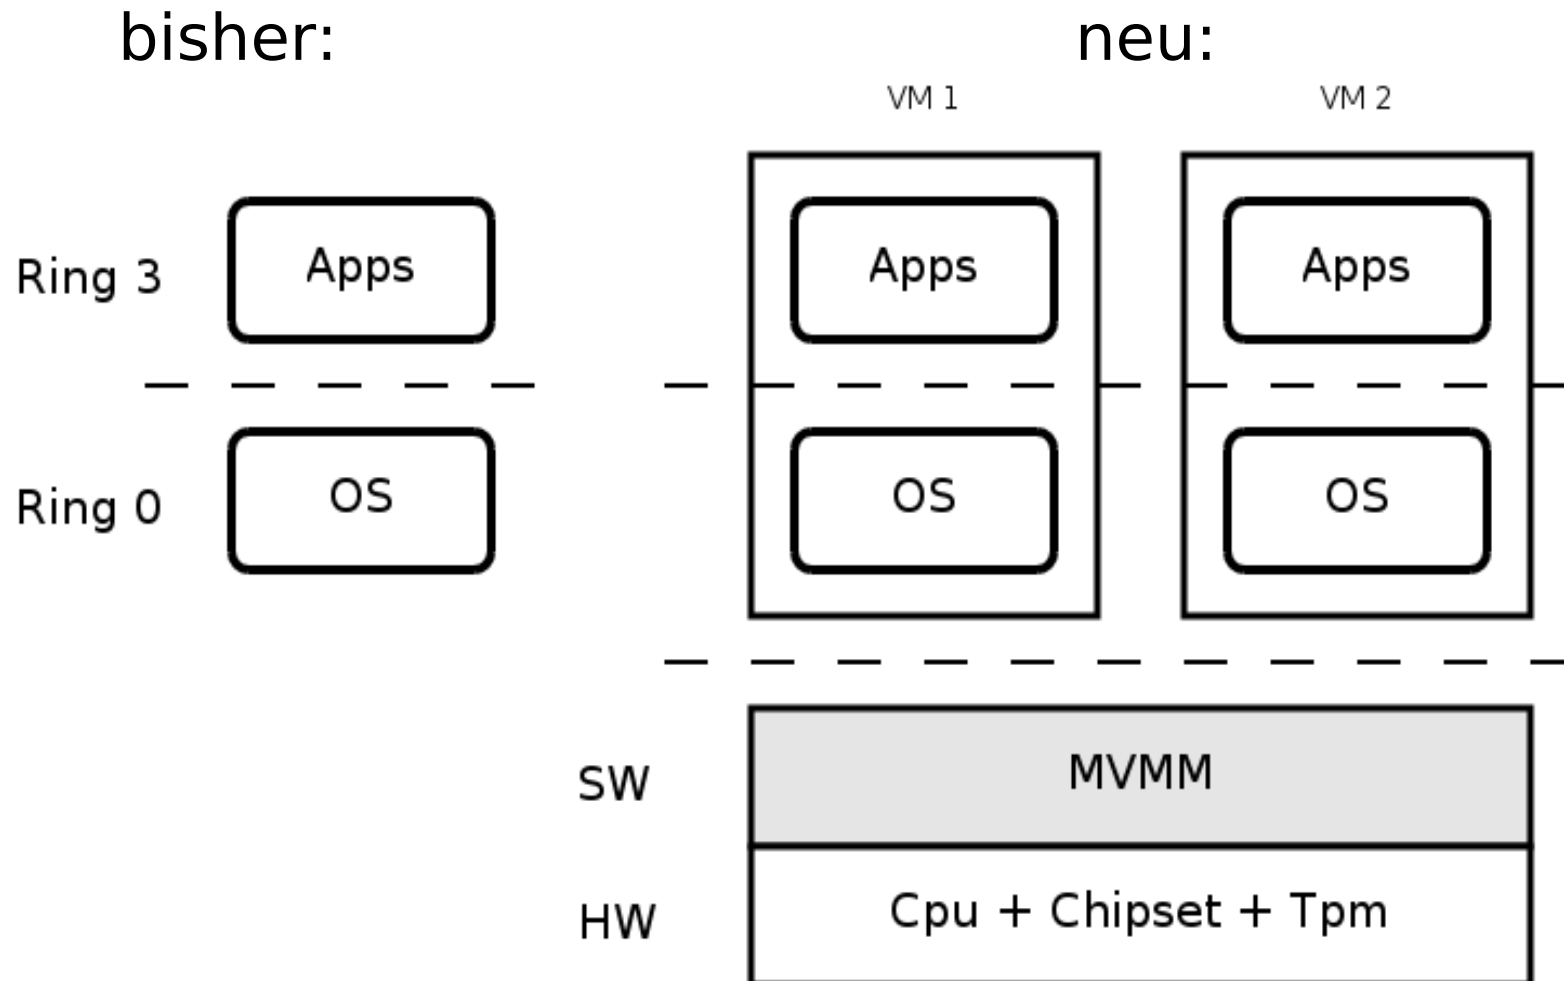 bisher:
neu:
VM 1
VM 2
Ring 3
Apps
Apps
Apps
Ring 0
OS
OS
OS
SW
MVMM
HW
Cpu + Chipset + Tpm